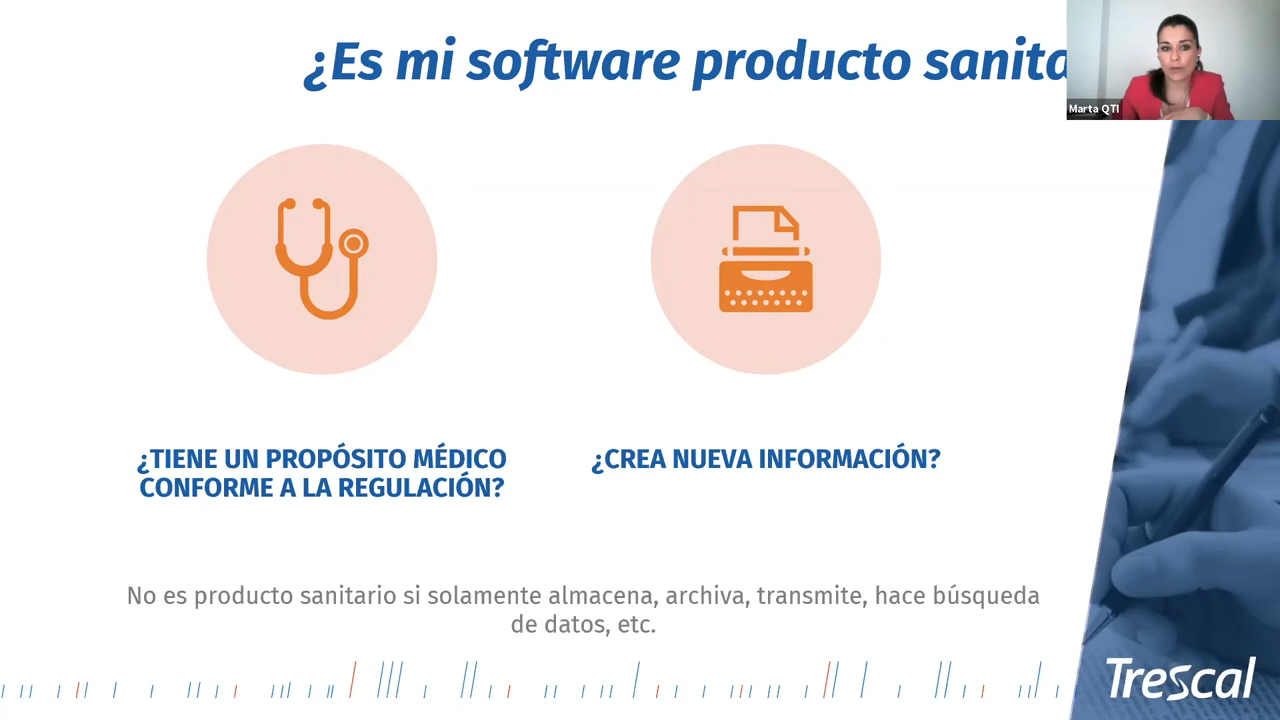 ¿Es mi software producto sanita
Marta QTI
¿TIENE UN PROPÓSITO MÉDICO
CONFORME A LA REGULACIÓN?
¿CREA NUEVA INFORMACIÓN?
No es producto sanitario si solamente almacena, archiva, transmite, hace búsqueda
de datos, etc.
Trescal